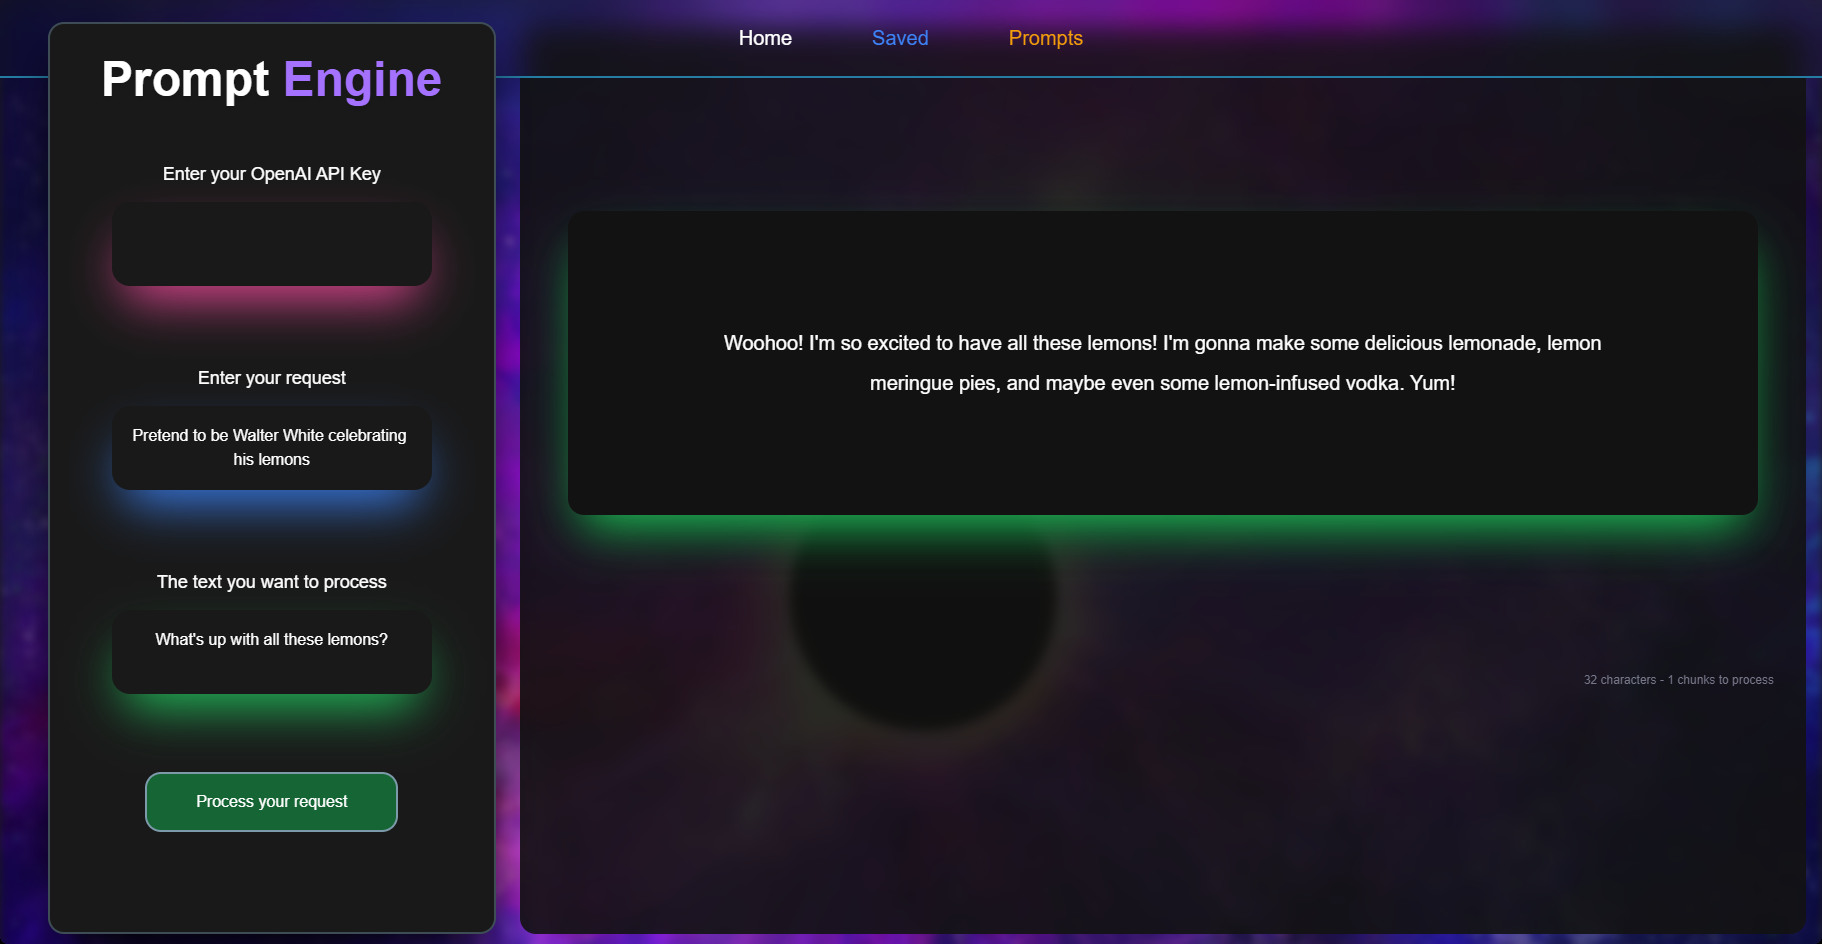 Home
Saved
Prompts
Prompt Engine
Enter your OpenAI API Key
Enter your request
Pretend to be Walter White celebrating
his lemons
The text you want to process
What's up with all these lemons?
Process your request
Woohoo! I'm so excited to have all these lemons! I'm gonna make some delicious lemonade, lemon
meringue pies, and maybe even some lemon-infused vodka. Yum!
32 characters - 1 chunks to process